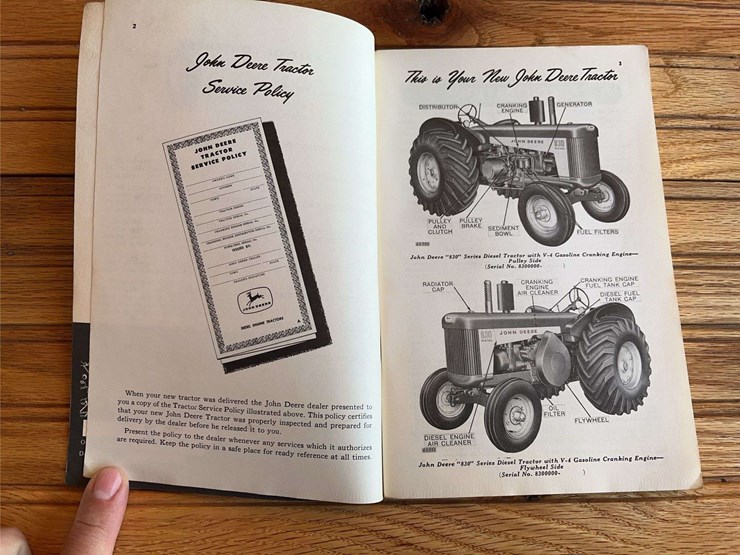 2
John Deere Tractor
Service Policy
JOHN DEERE
TRACTOR
SERVICE POLICY
JOHN DEERE
DIESEL ENGINE TRACTORS
A
When your new tractor was delivered the John Deere dealer presented to
you a copy of the Tractor Service Policy illustrated above. This policy certifies
that your new John Deere Tractor was properly inspected and prepared for
delivery by the dealer before he released it to you.
Present the policy to the dealer whenever any services which it authorizes
are required. Keep the policy in a safe place for ready reference at all times.
3
This is Your New John Deere Tractor
DISTRIBUTOR
CRANKING
ENGINE
GENERATOR
JOHN DEERE
830
PULLEY
AND
CLUTCH
PULLEY
BRAKE
SEDIMENT
BOWL
FUEL FILTERS
John Deere "830" Series Diesel Tractor with V-4 Gasoline Cranking Engine—
Pulley Side
(Serial No. 8300000- )
RADIATOR
CAP
CRANKING
ENGINE
AIR CLEANER
CRANKING ENGINE
FUEL TANK CAP
DIESEL FUEL
TANK CAP
830
DIESEL
JOHN DEERE
OIL
FILTER
FLYWHEEL
DIESEL ENGINE
AIR CLEANER
John Deere "830" Series Diesel Tractor with V-4 Gasoline Cranking Engine—
Flywheel Side
(Serial No. 8300000- )